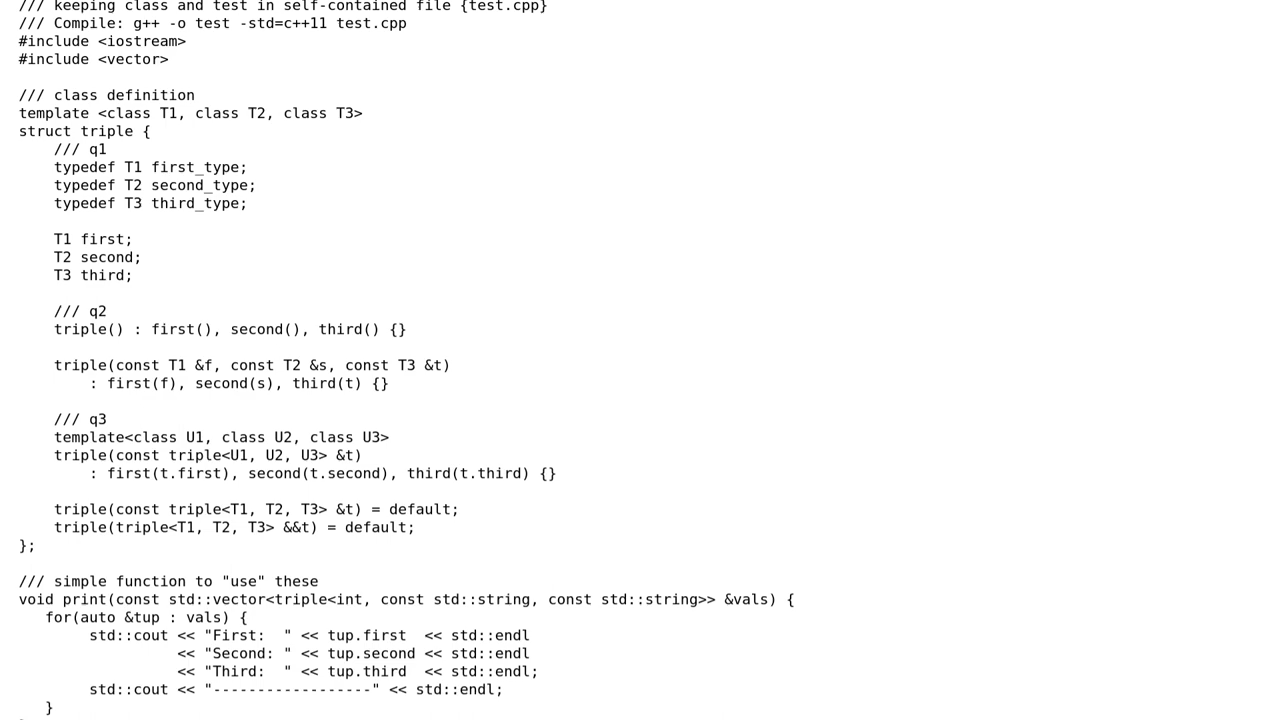 /// keeping class and test in self-contained file {test.cpp}
/// Compile: g++ -o test -std=c++11 test.cpp
#include <iostream>
#include <vector>

/// class definition
template <class T1, class T2, class T3>
struct triple {
    /// q1
    typedef T1 first_type;
    typedef T2 second_type;
    typedef T3 third_type;

    T1 first;
    T2 second;
    T3 third;

    /// q2
    triple() : first(), second(), third() {}

    triple(const T1 &f, const T2 &s, const T3 &t)
        : first(f), second(s), third(t) {}

    /// q3
    template<class U1, class U2, class U3>
    triple(const triple<U1, U2, U3> &t)
        : first(t.first), second(t.second), third(t.third) {}

    triple(const triple<T1, T2, T3> &t) = default;
    triple(triple<T1, T2, T3> &&t) = default;
};

/// simple function to "use" these
void print(const std::vector<triple<int, const std::string, const std::string>> &vals) {
   for(auto &tup : vals) {
        std::cout << "First:  " << tup.first  << std::endl
                  << "Second: " << tup.second << std::endl
                  << "Third:  " << tup.third  << std::endl;
        std::cout << "------------------" << std::endl;
   }